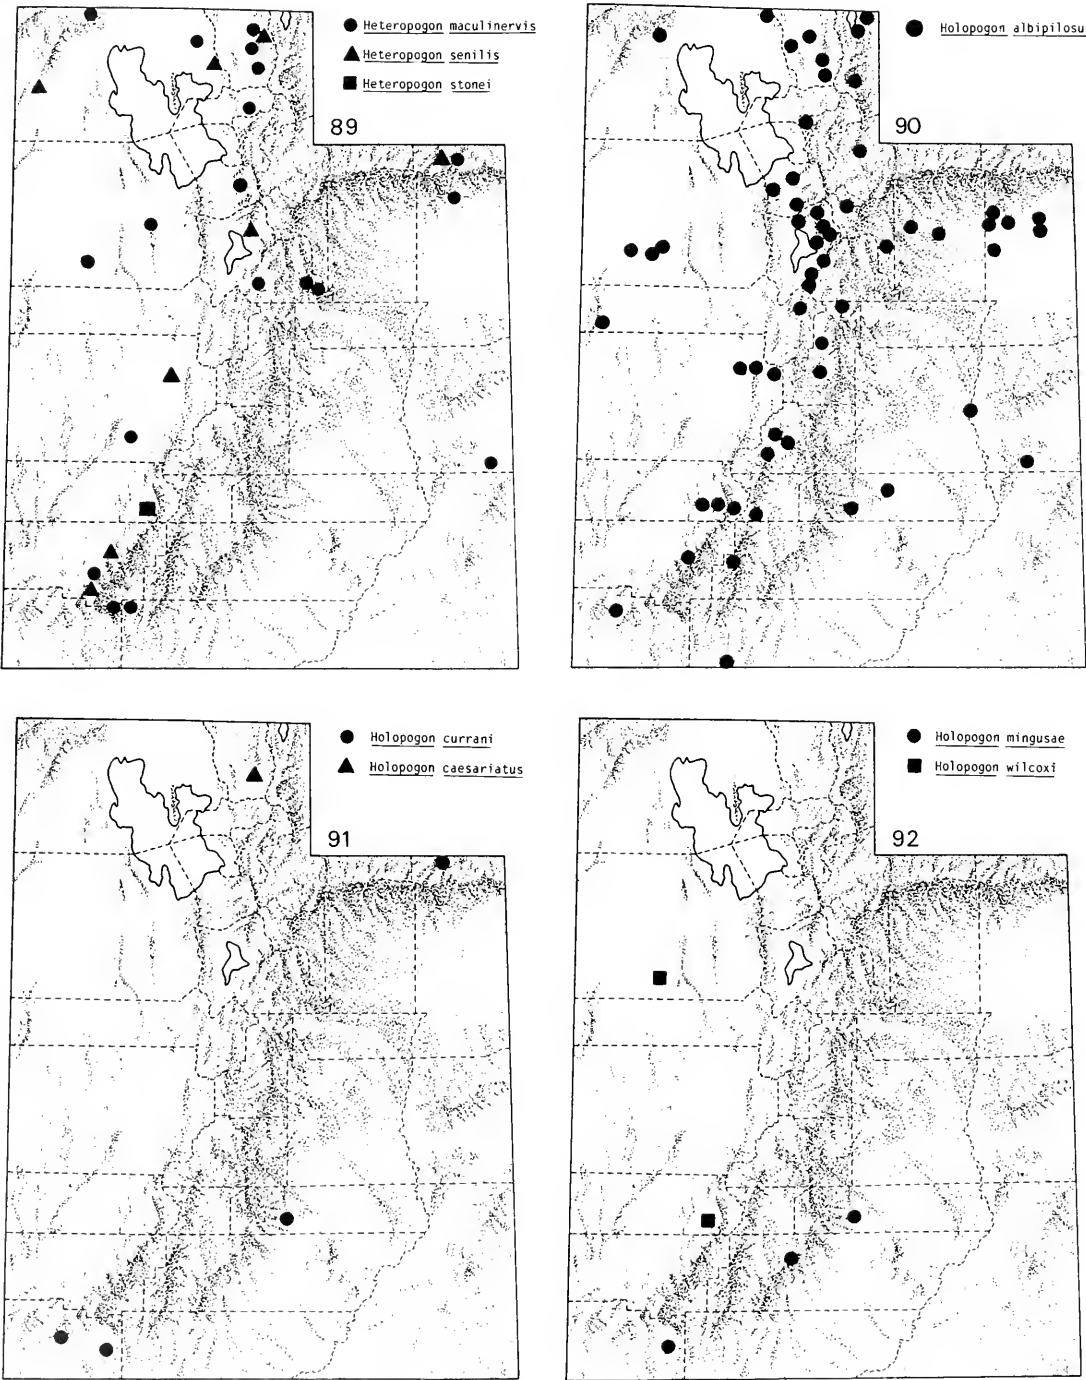 Heteropogon maculinervis
Heteropogon senilis
Heteropogon stonei
89
Holopogon albipilosu
90
Holopogon currani
Holopogon caesariatus
91
Holopogon mingusae
Holopogon wilcoxi
92